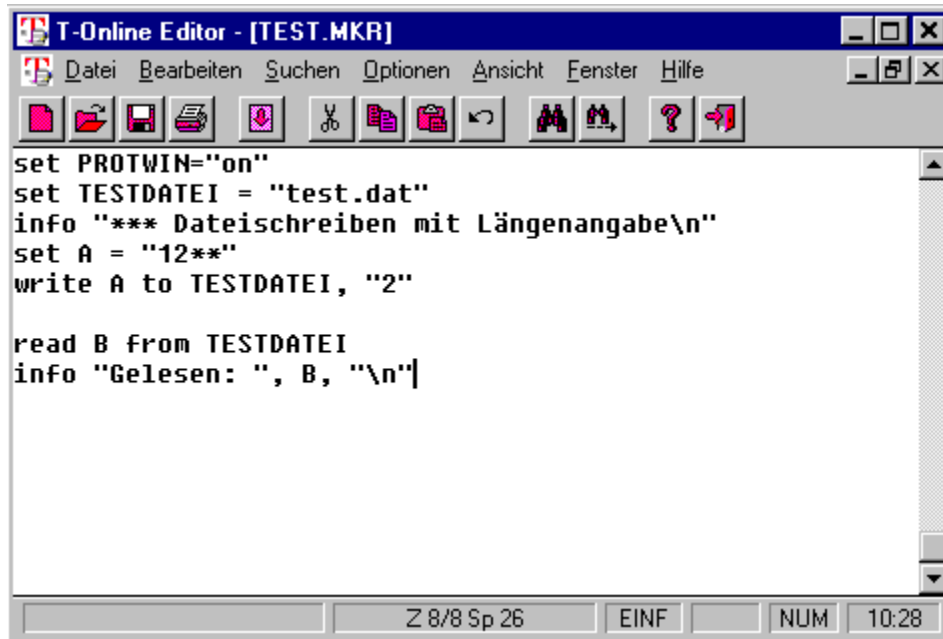 T-Online Editor - [TEST.MKR]
Datei Bearbeiten Suchen Optionen Ansicht Fenster Hilfe
set PROTWIN="on"
set TESTDATEI = "test.dat"
info "*** Dateischreiben mit Längenangabe\n"
set A = "12**"
write A to TESTDATEI, "2"
read B from TESTDATEI
info "Gelesen: ", B, "\n"
Z 8/8 Sp 26 EINF NUM 10:28